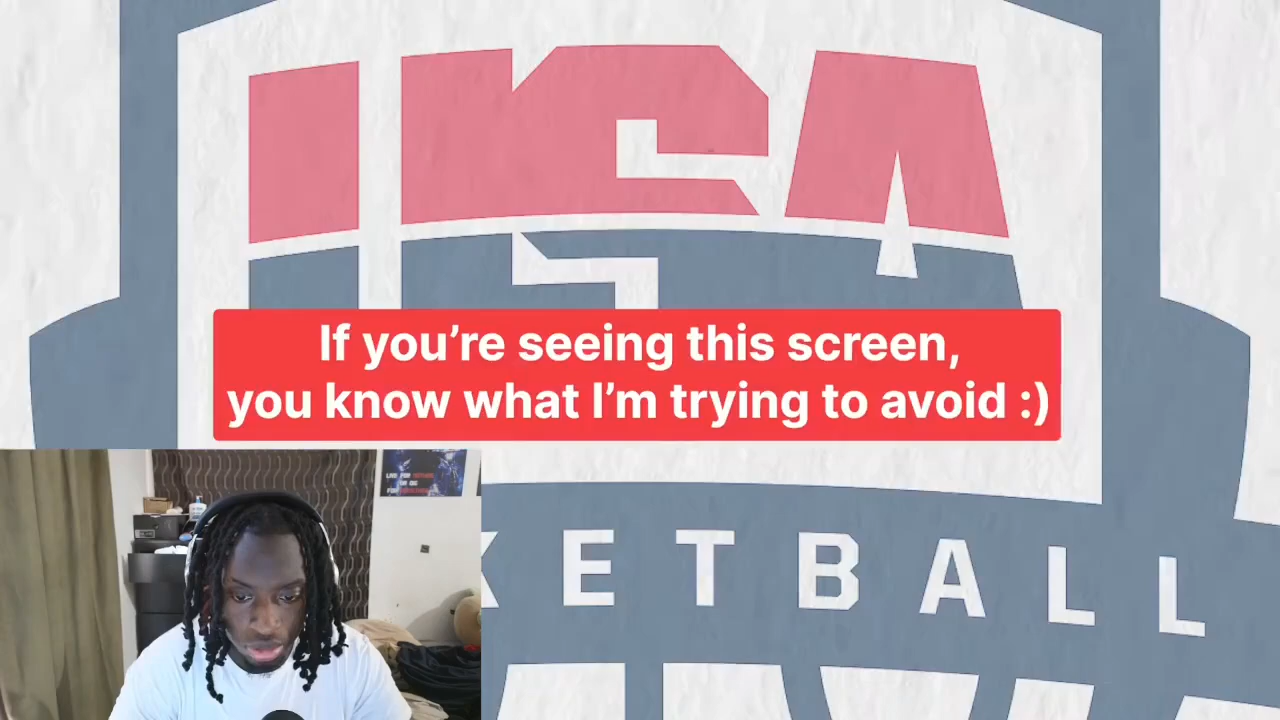 USA
If you’re seeing this screen,
you know what I’m trying to avoid :)
KETBALL